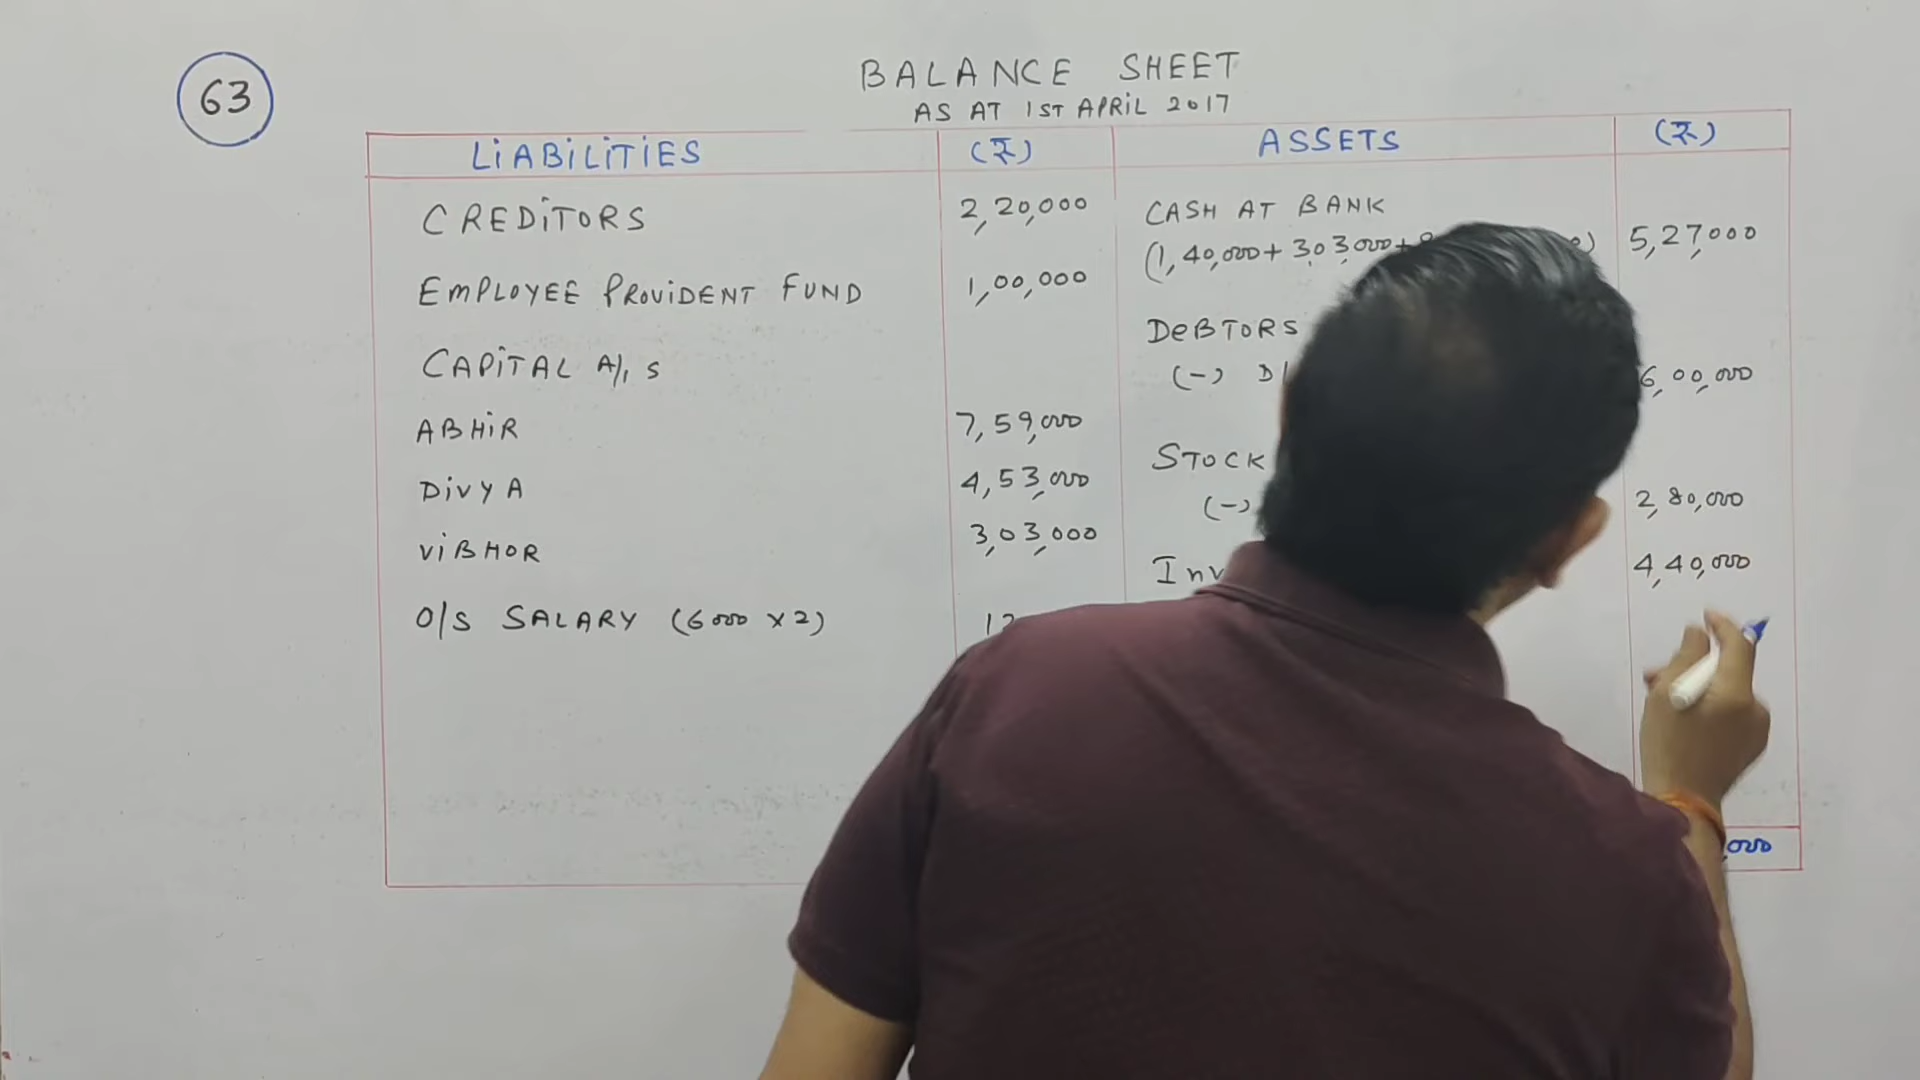 63
BALANCE SHEET
AS AT 1ST APRIL 2017
LIABILITIES (₹) ASSETS (₹)
CREDITORS 2,20,000
CASH AT BANK
(1,40,000+ 3,03,000+ 5,27,000
EMPLOYEE PROVIDENT FUND 1,00,000
DEBTORS
CAPITAL A/, S
(-) 6,00,000
ABHIR 7,59,000
STOCK
DIVYA 4,53,000
(-) 2,80,000
VIBHOR 3,03,000
4,40,000
O/S SALARY (6000 x 2)
,000